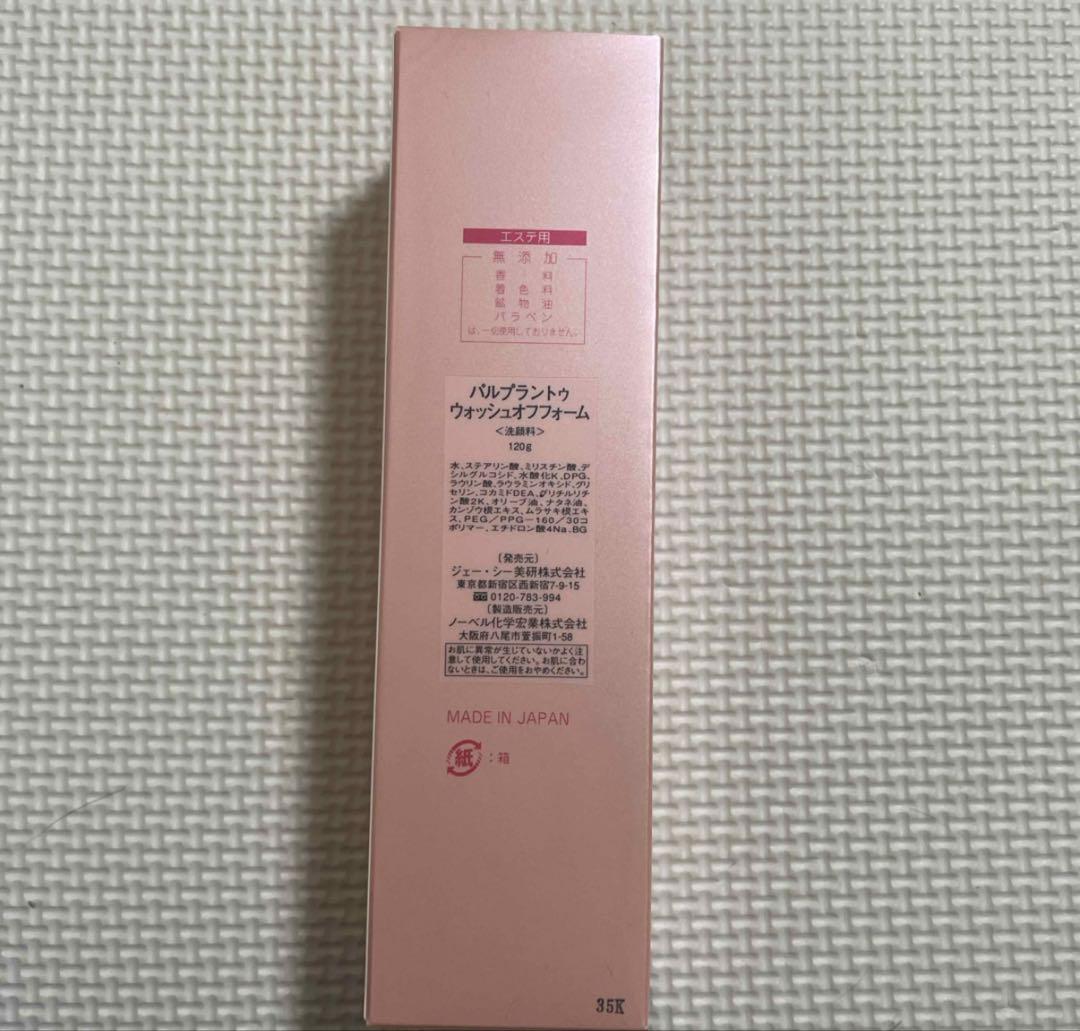 エステ用
無添加
香料
着色料
鉱物油
パラベン
は、一切使用しておりません。
パルプラントゥ
ウォッシュオフフォーム
<洗顔料>
120g
水、ステアリン酸、ミリスチン酸、デ
シルグルコシド、水酸化K、DPG、
ラウリン酸、ラウラミンオキシド、グリ
セリン、コカミドDEA、グリチルリチ
ン酸2K、オリーブ油、ナタネ油、
カンゾウ根エキス、ムラサキ根エキ
ス、PEG/PPG-160/30コ
ポリマー、エチドロン酸4Na、BG
〔発売元〕
ジェー・シー美研株式会社
東京都新宿区西新宿7-9-15
0120-783-994
〔製造販売元〕
ノーベル化学宏業株式会社
大阪府八尾市萱振町1-58
お肌に異常が生じていないかよく注
意して使用してください。お肌に合わ
ないときは、ご使用をおやめください。
MADE IN JAPAN
紙:箱
35K